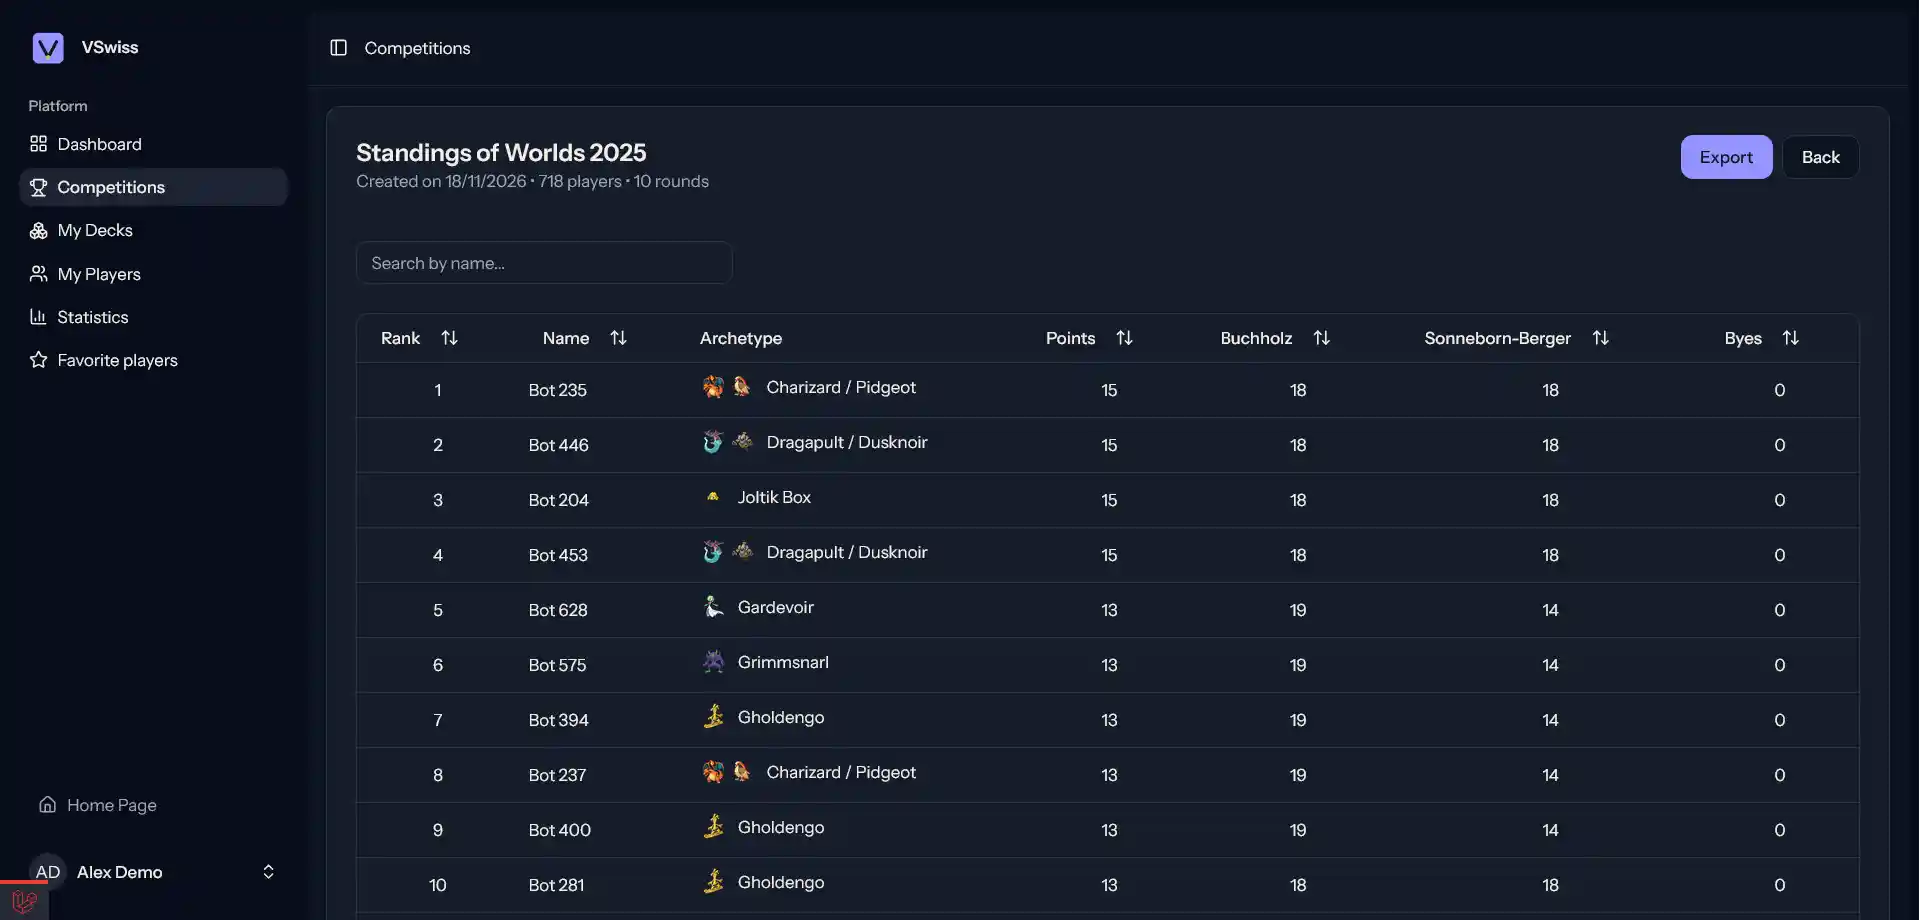 VSwiss
Platform
Dashboard
Competitions
My Decks
My Players
Statistics
Favorite players
Home Page
AD Alex Demo
Competitions
Standings of Worlds 2025
Created on 18/11/2026 • 718 players • 10 rounds
Export Back
Search by name...
Rank Name Archetype Points Buchholz Sonneborn-Berger Byes
1 Bot 235 Charizard / Pidgeot 15 18 18 0
2 Bot 446 Dragapult / Dusknoir 15 18 18 0
3 Bot 204 Joltik Box 15 18 18 0
4 Bot 453 Dragapult / Dusknoir 15 18 18 0
5 Bot 628 Gardevoir 13 19 14 0
6 Bot 575 Grimmsnarl 13 19 14 0
7 Bot 394 Gholdengo 13 19 14 0
8 Bot 237 Charizard / Pidgeot 13 19 14 0
9 Bot 400 Gholdengo 13 19 14 0
10 Bot 281 Gholdengo 13 18 18 0